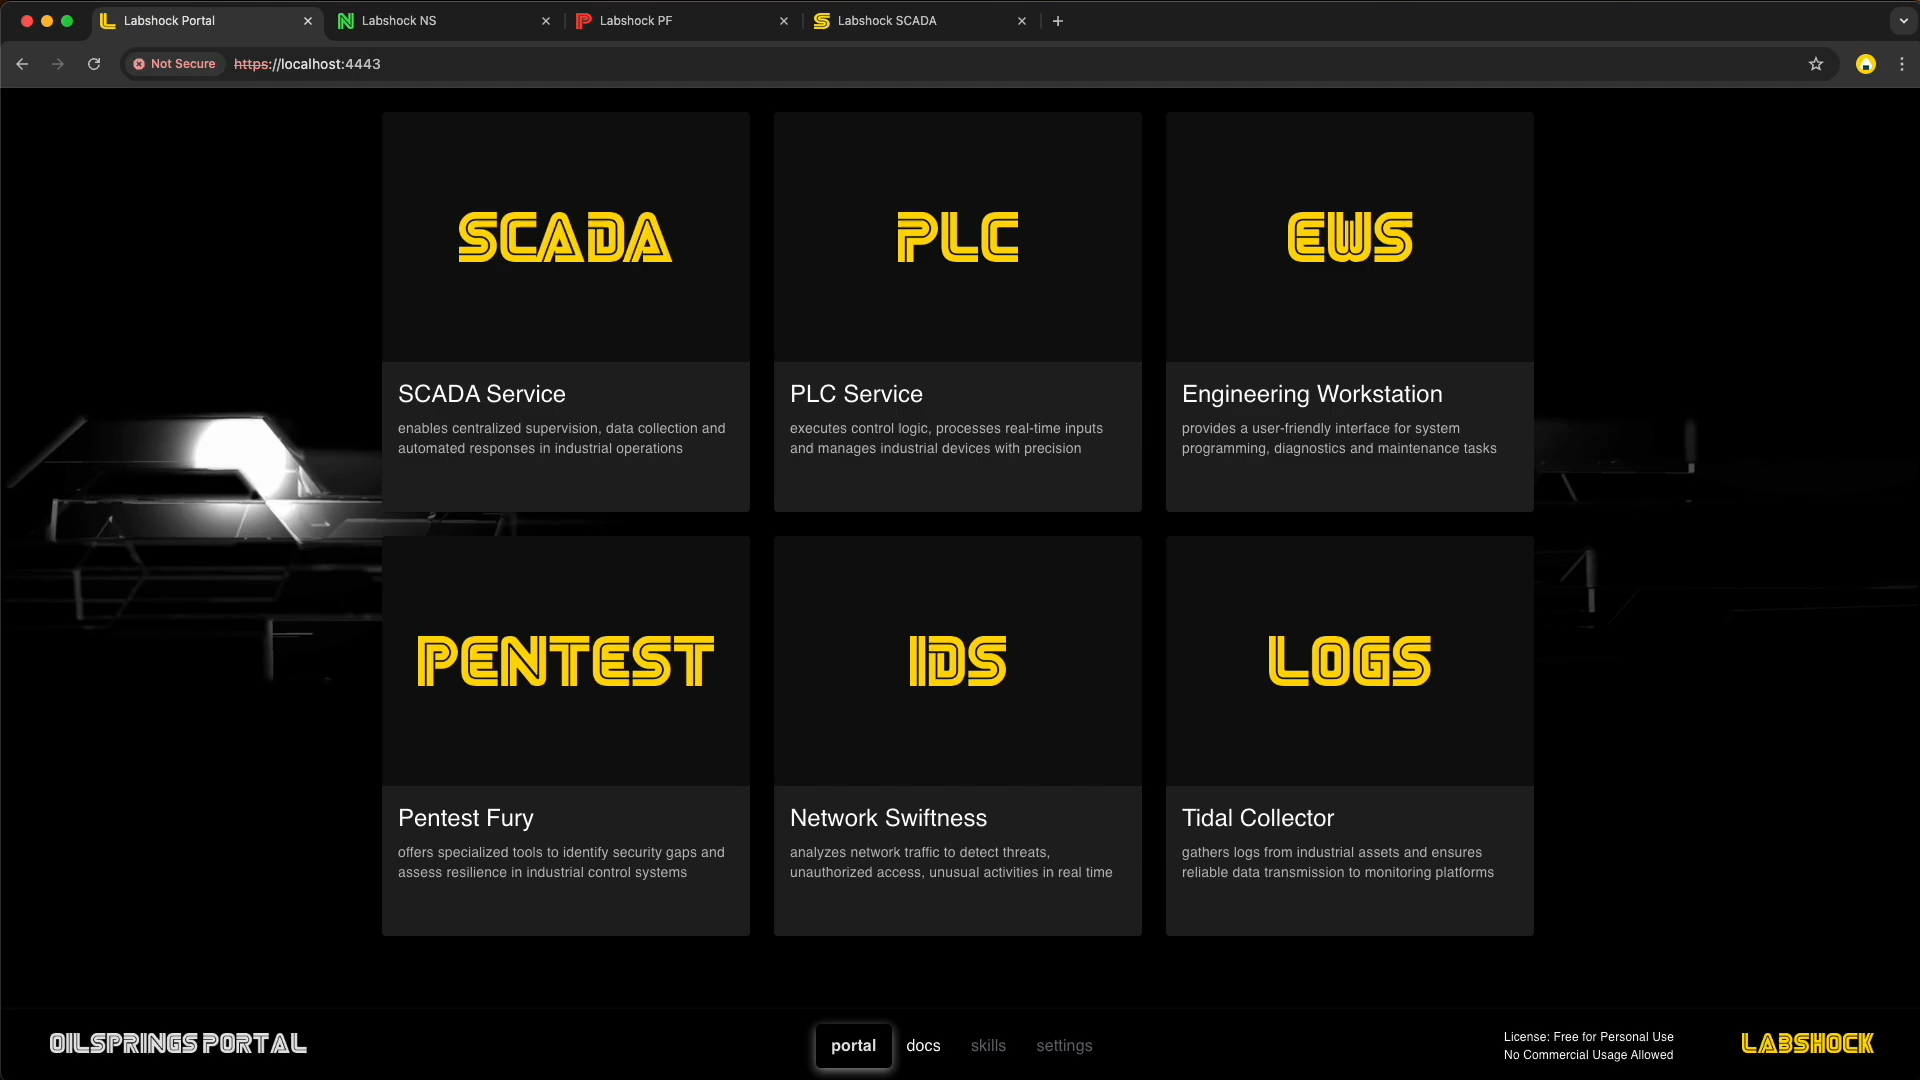 Labshock Portal
Labshock NS
Labshock PF
Labshock SCADA
Not Secure
https://localhost:4443
SCADA
PLC
EWS
SCADA Service
enables centralized supervision, data collection and
automated responses in industrial operations
PLC Service
executes control logic, processes real-time inputs
and manages industrial devices with precision
Engineering Workstation
provides a user-friendly interface for system
programming, diagnostics and maintenance tasks
PENTEST
IDS
LOGS
Pentest Fury
offers specialized tools to identify security gaps and
assess resilience in industrial control systems
Network Swiftness
analyzes network traffic to detect threats,
unauthorized access, unusual activities in real time
Tidal Collector
gathers logs from industrial assets and ensures
reliable data transmission to monitoring platforms
OILSPRINGS PORTAL
portal
docs
skills
settings
License: Free for Personal Use
No Commercial Usage Allowed
LABSHOCK